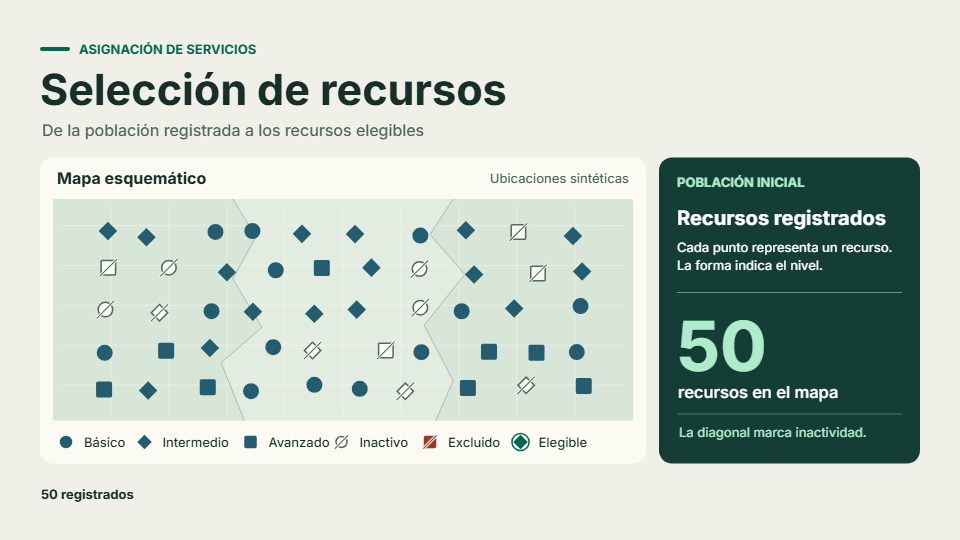 ASIGNACIÓN DE SERVICIOS
Selección de recursos
De la población registrada a los recursos elegibles
Mapa esquemático
Ubicaciones sintéticas
Básico
Intermedio
Avanzado
Inactivo
Excluido
Elegible
POBLACIÓN INICIAL
Recursos registrados
Cada punto representa un recurso.
La forma indica el nivel.
50
recursos en el mapa
La diagonal marca inactividad.
50 registrados